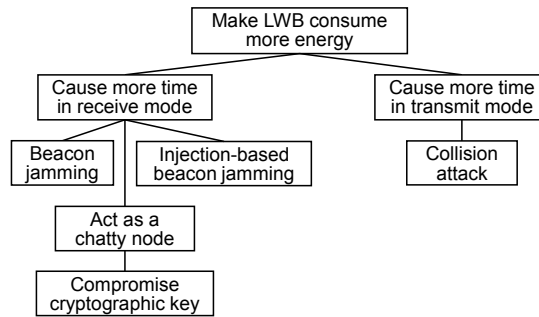 Make LWB consume
more energy
Cause more time
in receive mode
Cause more time
in transmit mode
Beacon
jamming
Injection-based
beacon jamming
Collision
attack
Act as a
chatty node
Compromise
cryptographic key